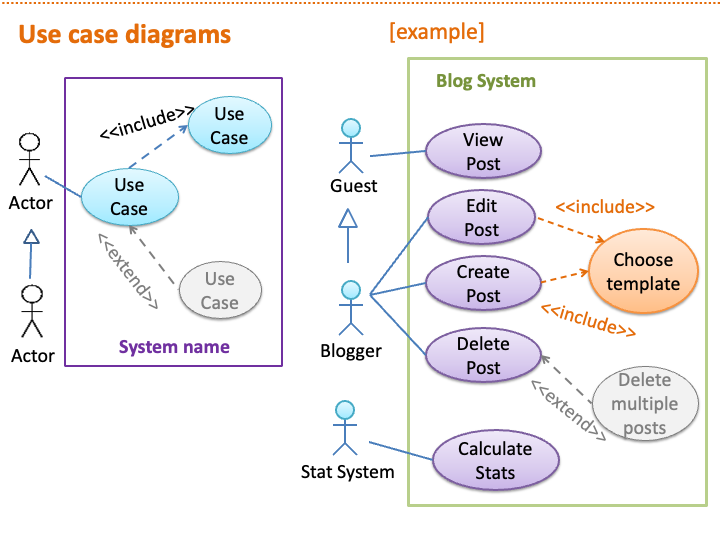 Use case diagrams
[example]
<<include>>
Use
Case
Actor
Use
Case
<<extend>>
Use
Case
Actor
System name
Blog System
Guest
View
Post
Edit
Post
<<include>>
Create
Post
Choose
template
<<include>>
Blogger
Delete
Post
<<extend>>
Delete
multiple
posts
Stat System
Calculate
Stats